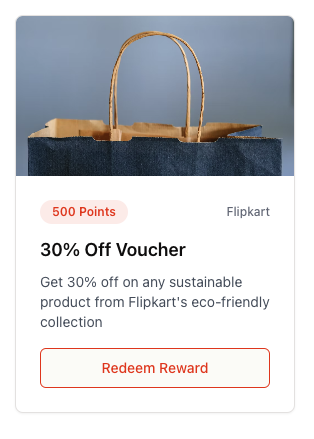 500 Points
Flipkart
30% Off Voucher
Get 30% off on any sustainable
product from Flipkart's eco-friendly
collection
Redeem Reward